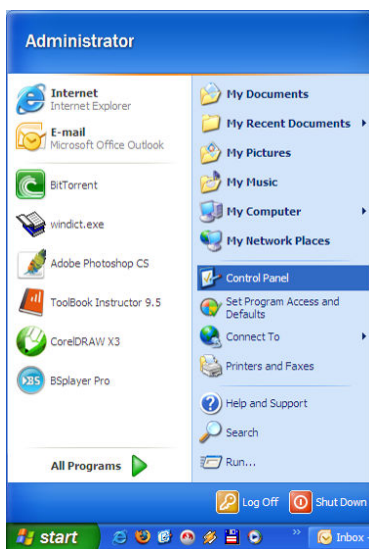 Administrator
Internet
Internet Explorer
E-mail
Microsoft Office Outlook
BitTorrent
windict.exe
Adobe Photoshop CS
ToolBook Instructor 9.5
CorelDRAW X3
BSplayer Pro
All Programs
My Documents
My Recent Documents
My Pictures
My Music
My Computer
My Network Places
Control Panel
Set Program Access and
Defaults
Connect To
Printers and Faxes
Help and Support
Search
Run...
Log Off
Shut Down
start
Inbox -